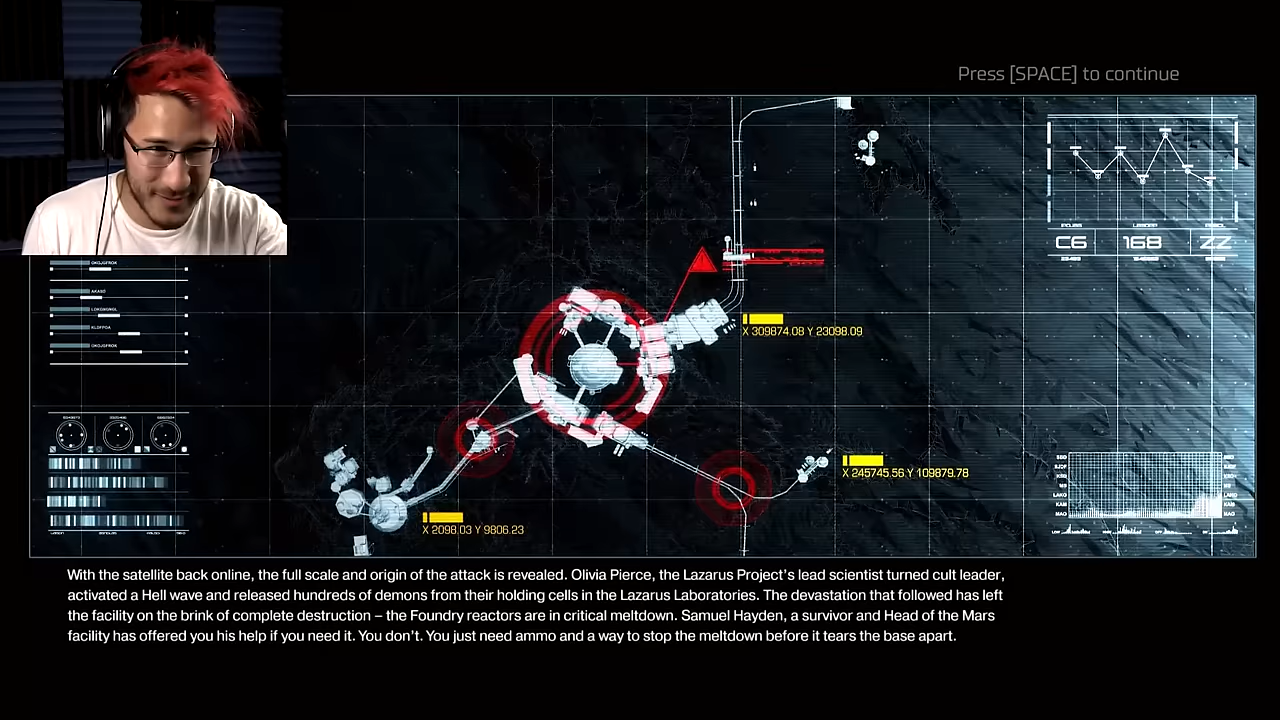 Press [SPACE] to continue
C6 168 ZZ
X 309874.08 Y 23098.09
X 245745.56 Y 109879.78
X 2098.03 Y 9806.23
With the satellite back online, the full scale and origin of the attack is revealed. Olivia Pierce, the Lazarus Project's lead scientist turned cult leader,
activated a Hell wave and released hundreds of demons from their holding cells in the Lazarus Laboratories. The devastation that followed has left
the facility on the brink of complete destruction – the Foundry reactors are in critical meltdown. Samuel Hayden, a survivor and Head of the Mars
facility has offered you his help if you need it. You don't. You just need ammo and a way to stop the meltdown before it tears the base apart.